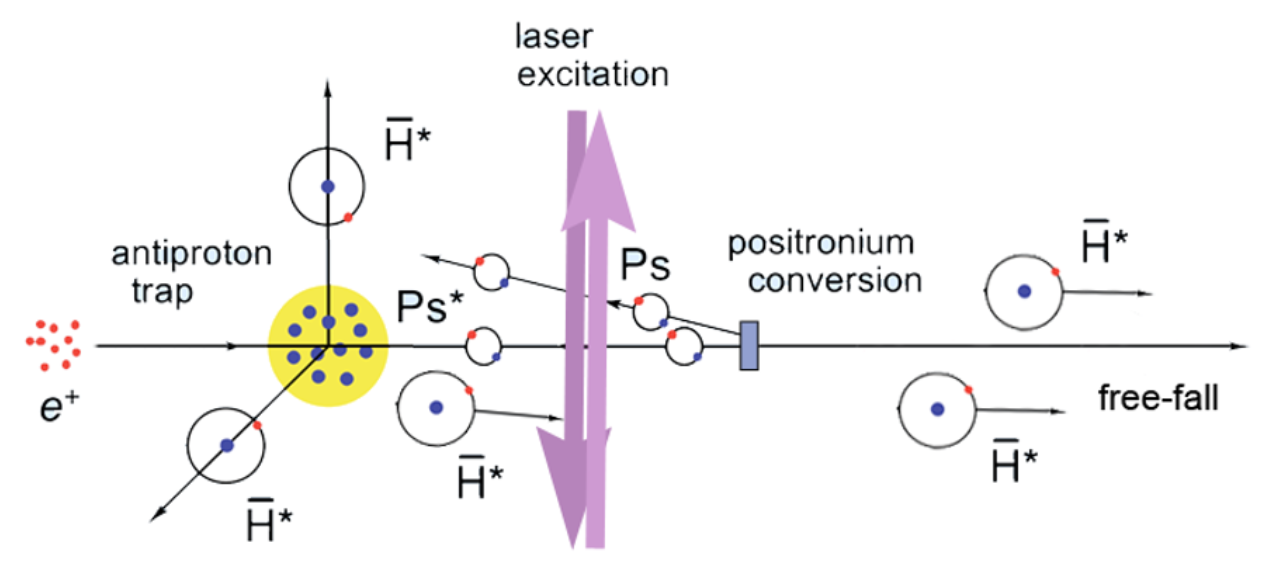 laser
excitation
H̅*
antiproton
trap
Ps*
Ps
positronium
conversion
H̅*
e⁺
H̅*
H̅*
free-fall
H̅*